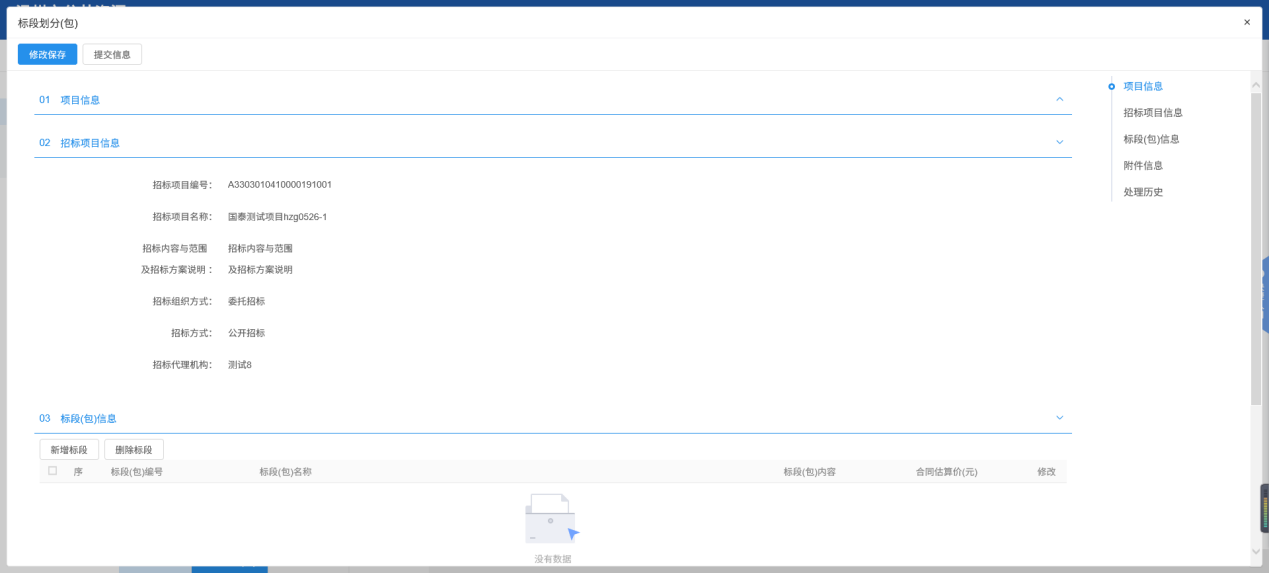 标段划分(包)
×
修改保存
提交信息
01 项目信息
02 招标项目信息
招标项目编号： A3303010410000191001
招标项目名称： 国泰测试项目hzg0526-1
招标内容与范围 招标内容与范围
及招标方案说明： 及招标方案说明
招标组织方式： 委托招标
招标方式： 公开招标
招标代理机构： 测试8
03 标段(包)信息
新增标段
删除标段
序 标段(包)编号 标段(包)名称 标段(包)内容 合同估算价(元) 修改
没有数据
项目信息
招标项目信息
标段(包)信息
附件信息
处理历史